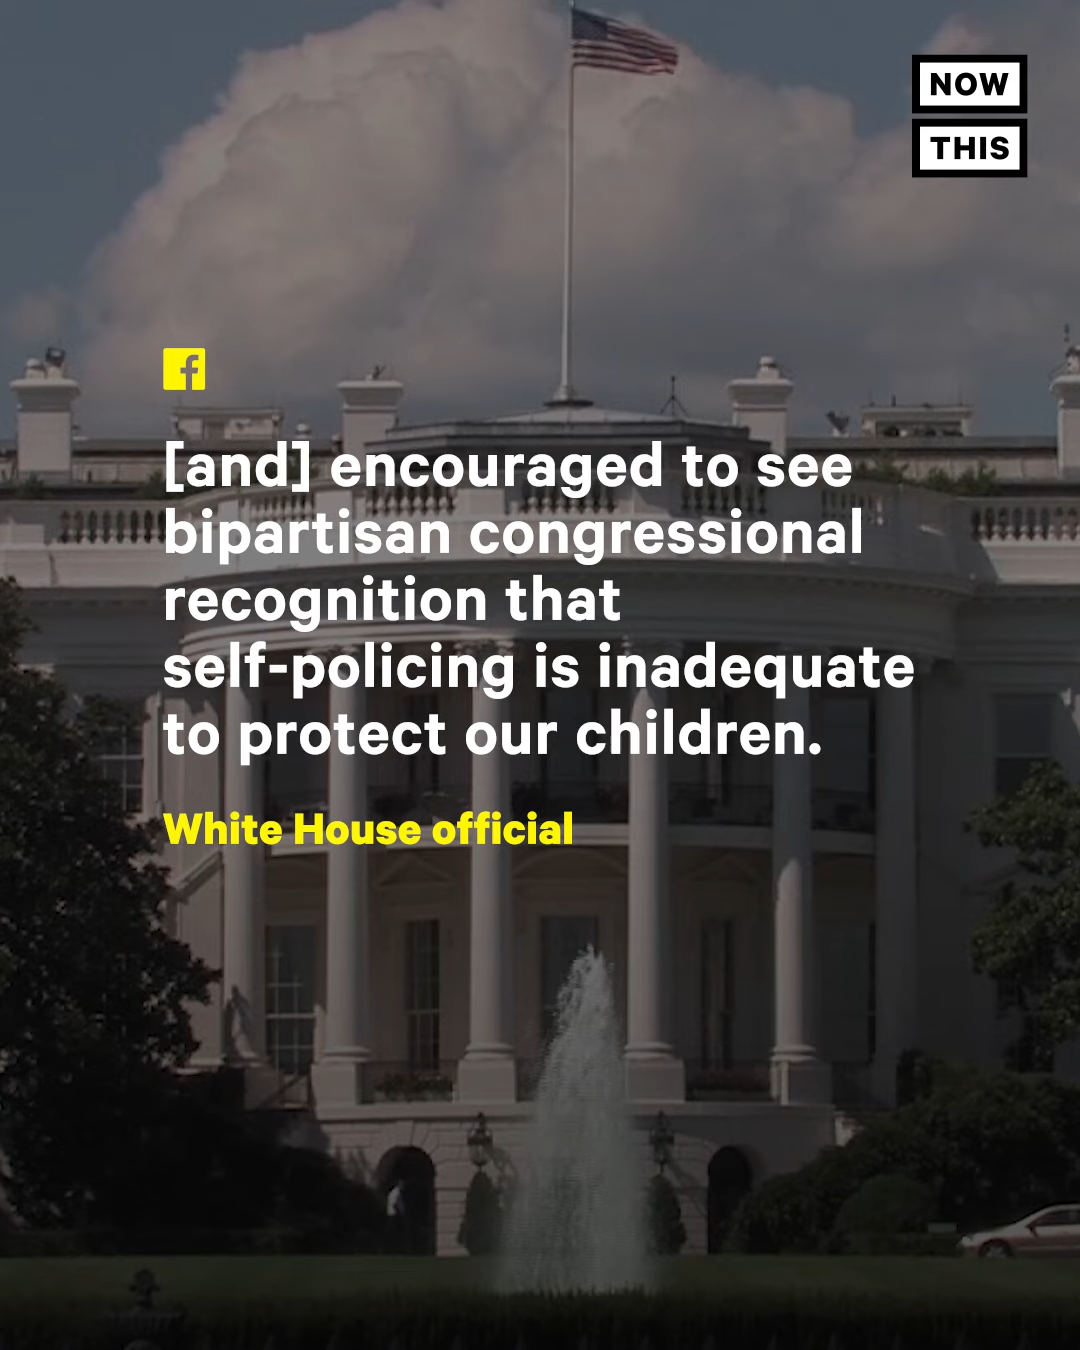 NOW
THIS
[and] encouraged to see
bipartisan congressional
recognition that
self-policing is inadequate
to protect our children.
White House official